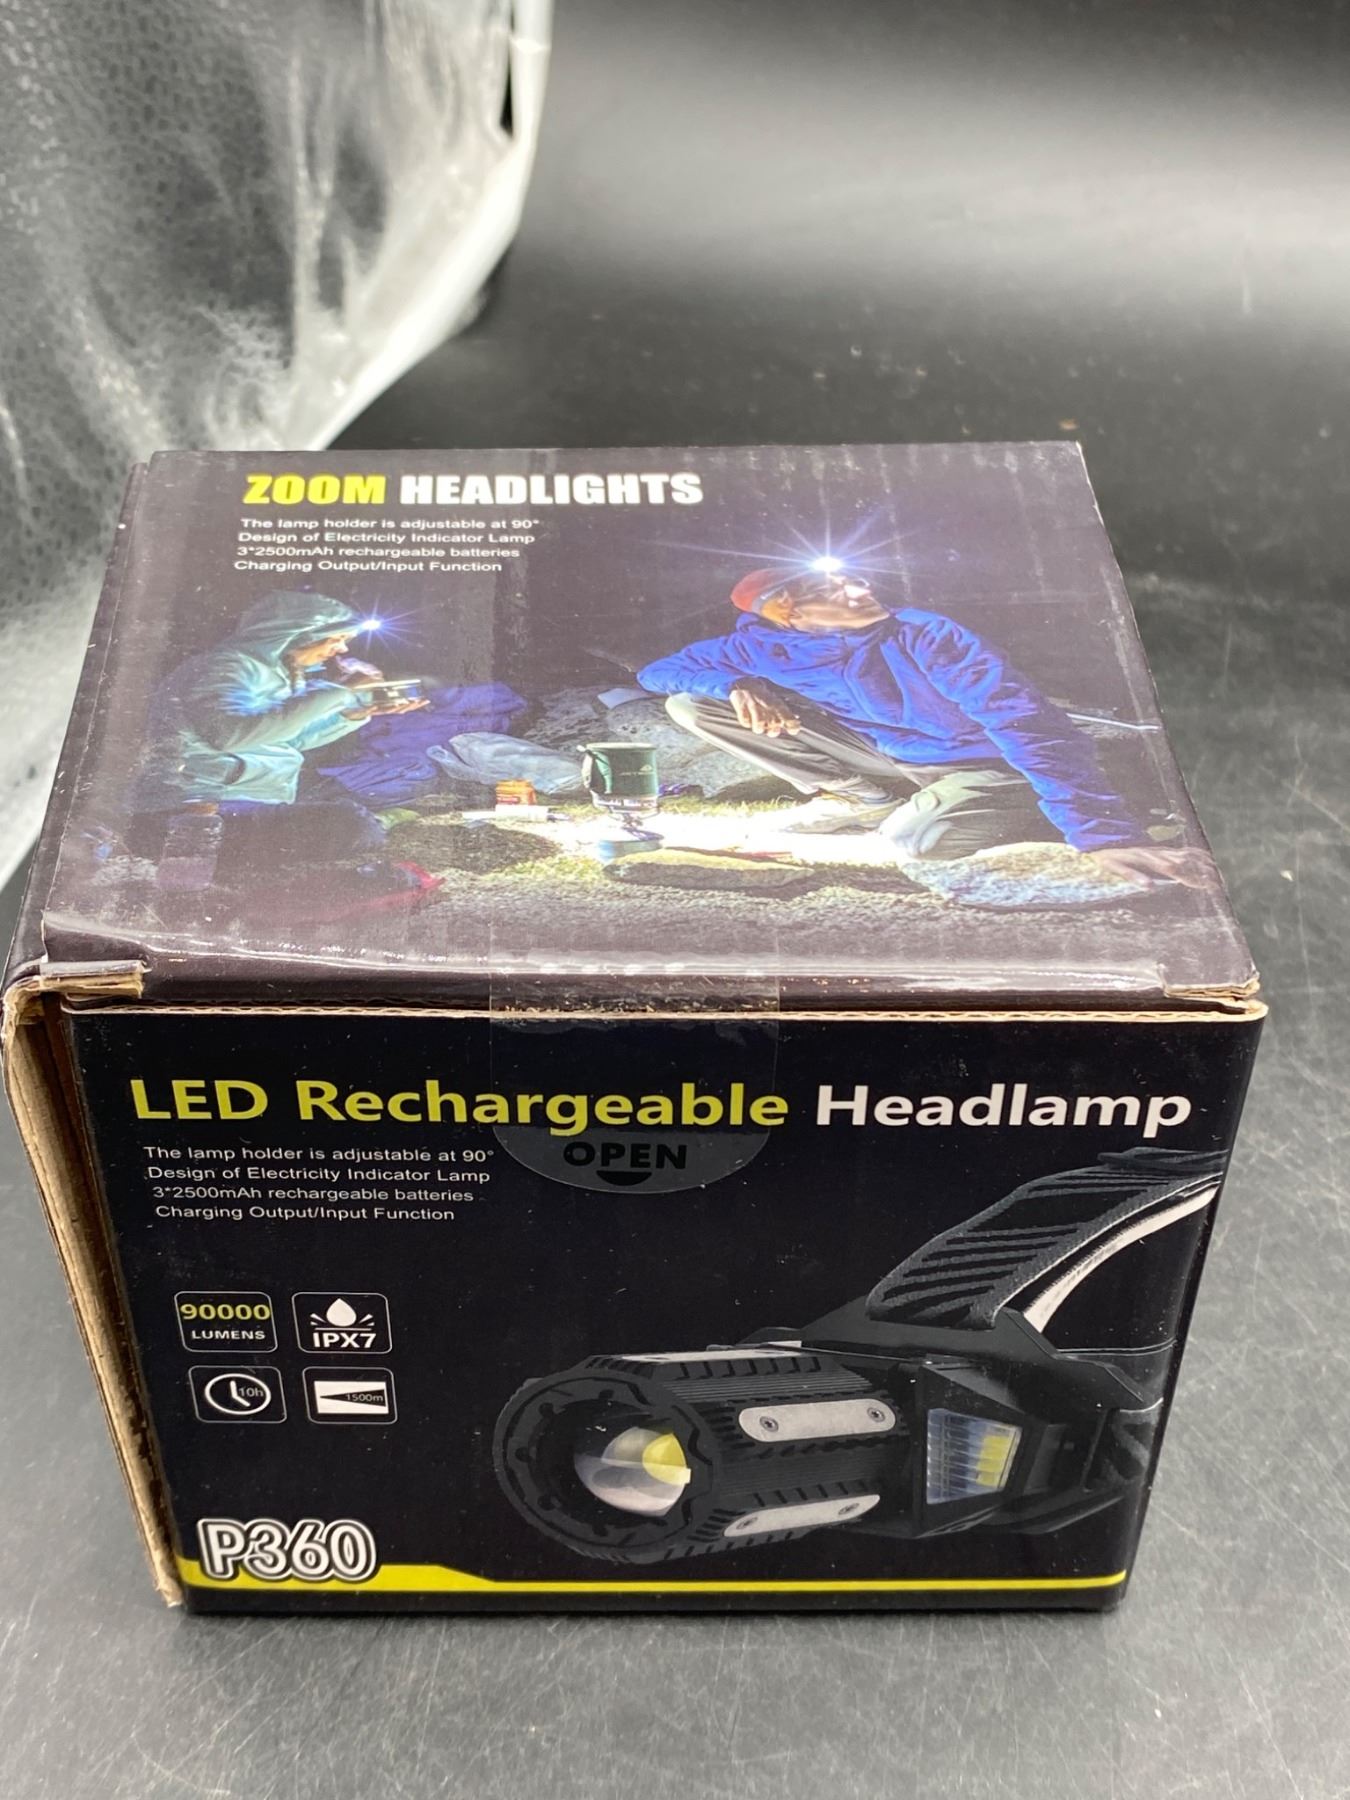 ZOOM HEADLIGHTS
The lamp holder is adjustable at 90°
Design of Electricity Indicator Lamp
3*2500mAh rechargeable batteries
Charging Output/Input Function
LED Rechargeable Headlamp
OPEN
The lamp holder is adjustable at 90°
Design of Electricity Indicator Lamp
3*2500mAh rechargeable batteries
Charging Output/Input Function
90000
LUMENS
IPX7
10h
1500m
P360